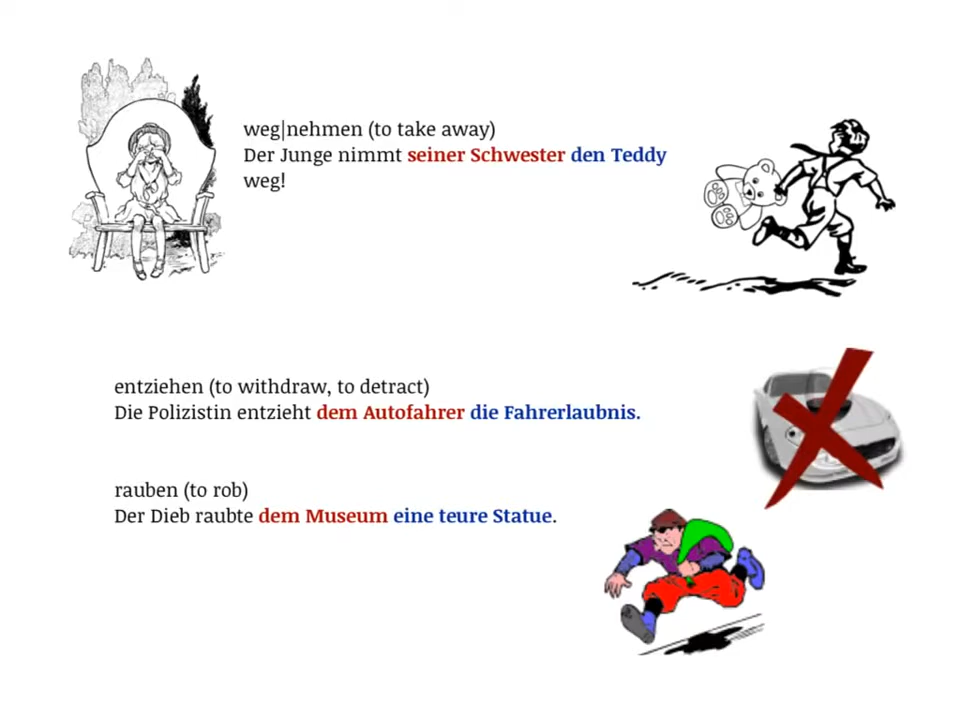 weg|nehmen (to take away)
Der Junge nimmt seiner Schwester den Teddy
weg!
entziehen (to withdraw, to detract)
Die Polizistin entzieht dem Autofahrer die Fahrerlaubnis.
rauben (to rob)
Der Dieb raubte dem Museum eine teure Statue.